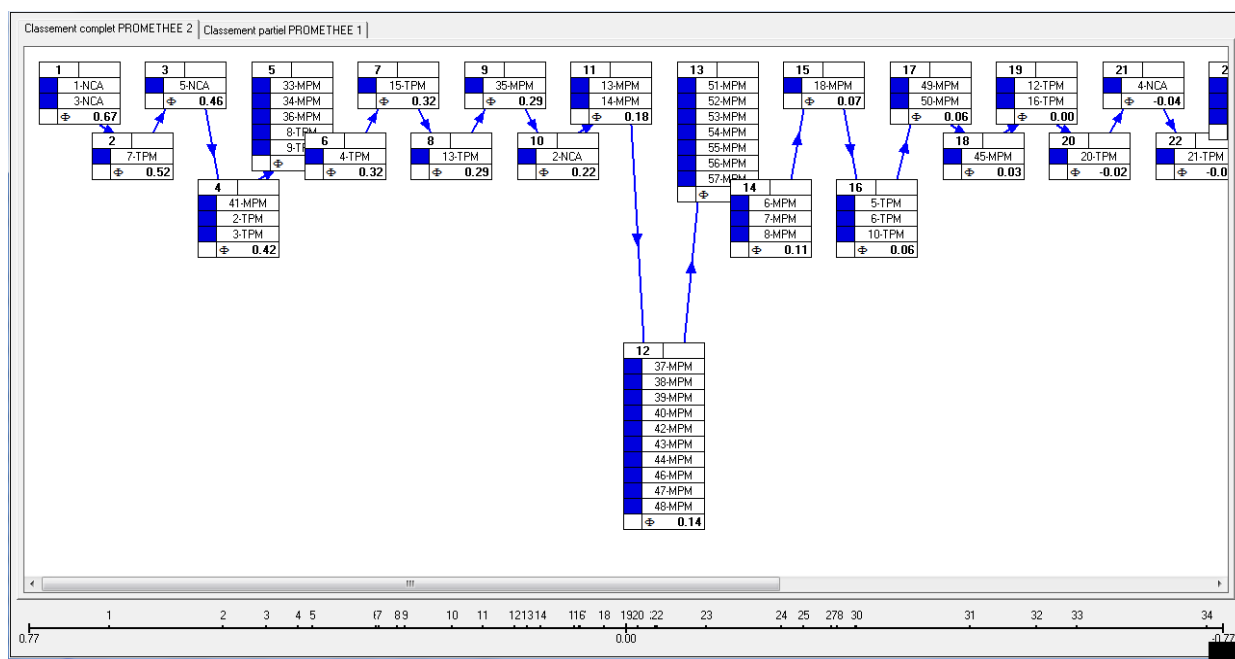 Classement complet PROMETHEE 2
Classement partiel PROMETHEE 1
1
1-NCA
3-NCA
Φ 0.67
2
7-TPM
Φ 0.52
3
5-NCA
Φ 0.46
4
41-MPM
2-TPM
3-TPM
Φ 0.42
5
33-MPM
34-MPM
36-MPM
8-TPM
Φ
6
4-TPM
Φ 0.32
7
15-TPM
Φ 0.32
8
13-TPM
Φ 0.29
9
35-MPM
Φ 0.29
10
2-NCA
Φ 0.22
11
13-MPM
14-MPM
Φ 0.18
12
37-MPM
38-MPM
39-MPM
40-MPM
42-MPM
43-MPM
44-MPM
46-MPM
47-MPM
48-MPM
Φ 0.14
13
51-MPM
52-MPM
53-MPM
54-MPM
55-MPM
56-MPM
57-MPM
Φ
14
6-MPM
7-MPM
8-MPM
Φ 0.11
15
18-MPM
Φ 0.07
16
5-TPM
6-TPM
10-TPM
Φ 0.06
17
49-MPM
50-MPM
Φ 0.06
18
45-MPM
Φ 0.03
19
12-TPM
16-TPM
Φ 0.00
20
20-TPM
Φ -0.02
21
4-NCA
Φ -0.04
22
21-TPM
Φ -0.0
1 2 3 4 5 89 10 11 12 13 14 18 19 20 22 23 24 25 30 31 32 33 34
0.77 0.00 -0.77